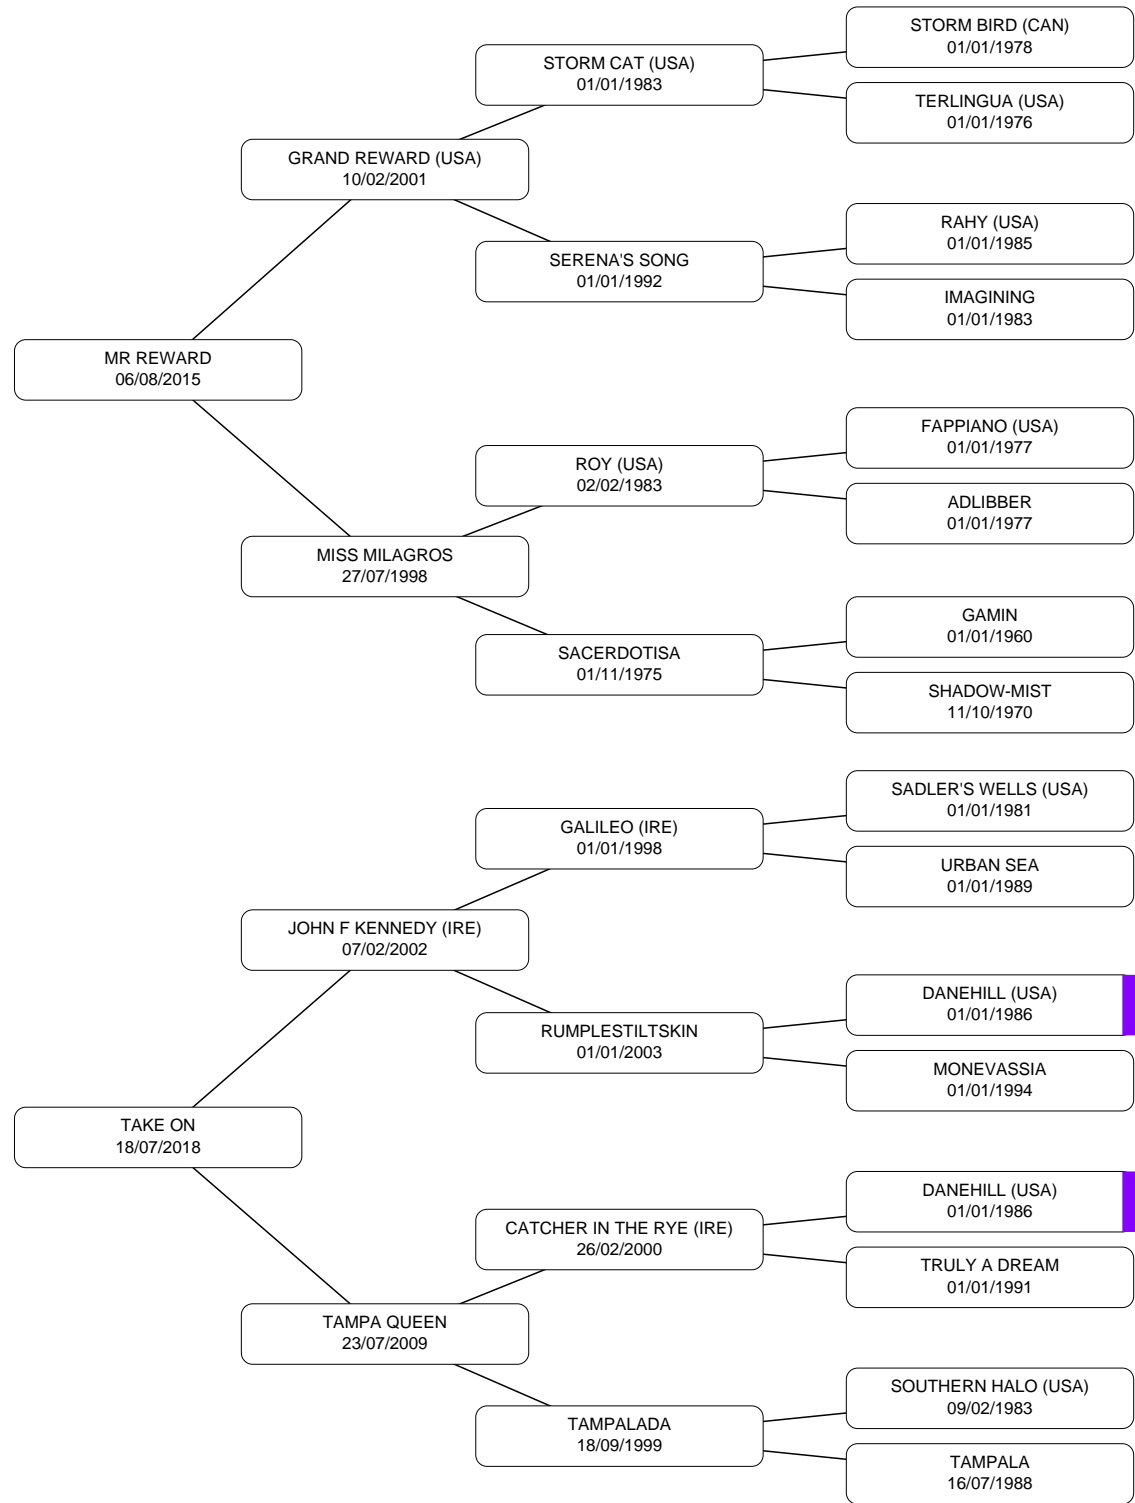 STORM BIRD (CAN)
01/01/1978
STORM CAT (USA)
01/01/1983
TERLINGUA (USA)
01/01/1976
GRAND REWARD (USA)
10/02/2001
RAHY (USA)
01/01/1985
SERENA'S SONG
01/01/1992
IMAGINING
01/01/1983
MR REWARD
06/08/2015
FAPPIANO (USA)
01/01/1977
ROY (USA)
02/02/1983
ADLIBBER
01/01/1977
MISS MILAGROS
27/07/1998
GAMIN
01/01/1960
SACERDOTISA
01/11/1975
SHADOW-MIST
11/10/1970
SADLER'S WELLS (USA)
01/01/1981
GALILEO (IRE)
01/01/1998
URBAN SEA
01/01/1989
JOHN F KENNEDY (IRE)
07/02/2002
DANEHILL (USA)
01/01/1986
RUMPLESTILTSKIN
01/01/2003
MONEVASSIA
01/01/1994
TAKE ON
18/07/2018
DANEHILL (USA)
01/01/1986
CATCHER IN THE RYE (IRE)
26/02/2000
TRULY A DREAM
01/01/1991
TAMPA QUEEN
23/07/2009
SOUTHERN HALO (USA)
09/02/1983
TAMPALADA
18/09/1999
TAMPALA
16/07/1988